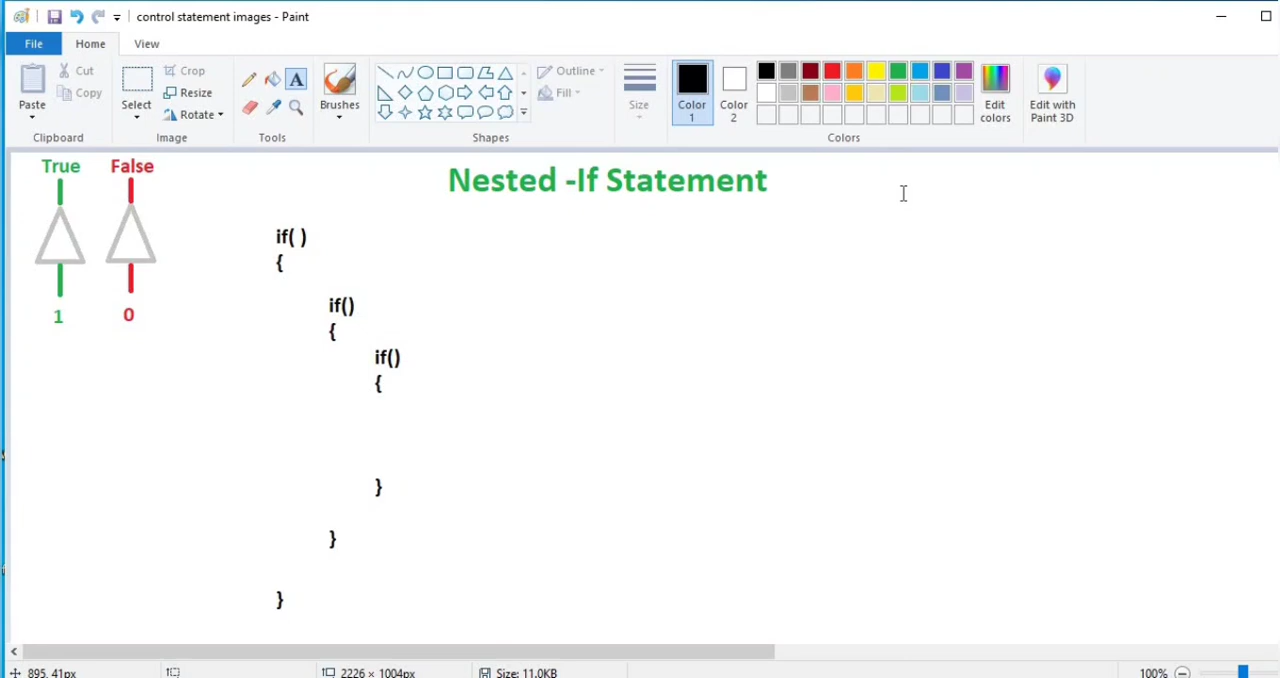 control statement images - Paint
File Home View
Paste
Cut
Copy
Clipboard
Select
Crop
Resize
Rotate
Image
A
Tools
Brushes
Shapes
Outline
Fill
Size
Color 1
Color 2
Colors
Edit colors
Edit with Paint 3D
True False
Nested -If Statement
1 0
if( )
{
if()
{
if()
{
}
}
}
895, 41px
2226 × 1004px
Size: 11.0KB
100%